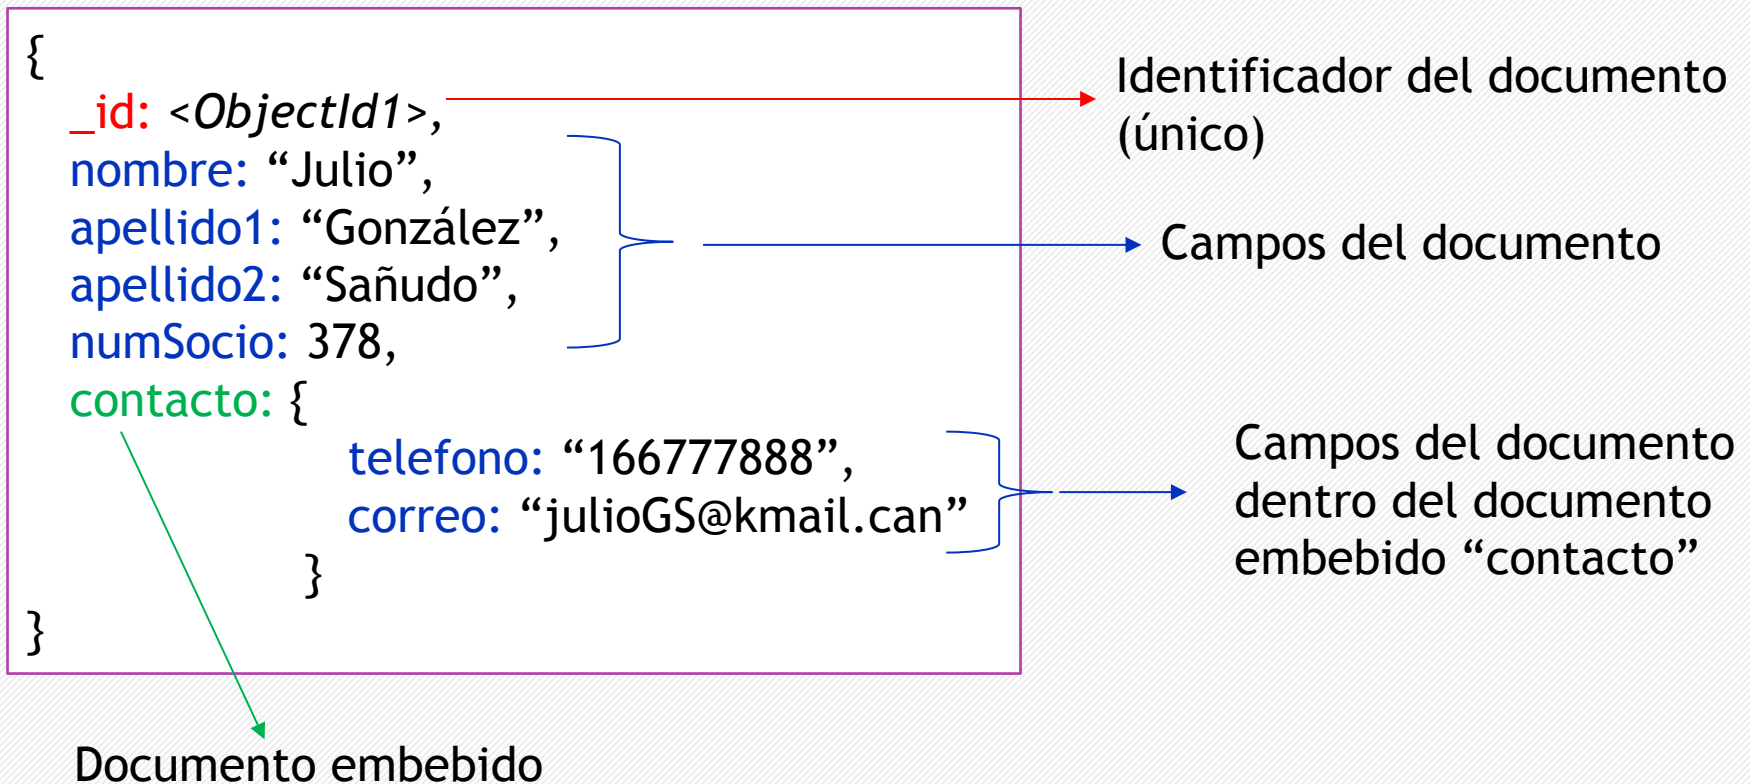 {
_id: <ObjectId1>,
nombre: “Julio”,
apellido1: “González”,
apellido2: “Sañudo”,
numSocio: 378,
contacto: {
telefono: “166777888”,
correo: “julioGS@kmail.can”
}
}
Identificador del documento
(único)
Campos del documento
Campos del documento
dentro del documento
embebido “contacto”
Documento embebido